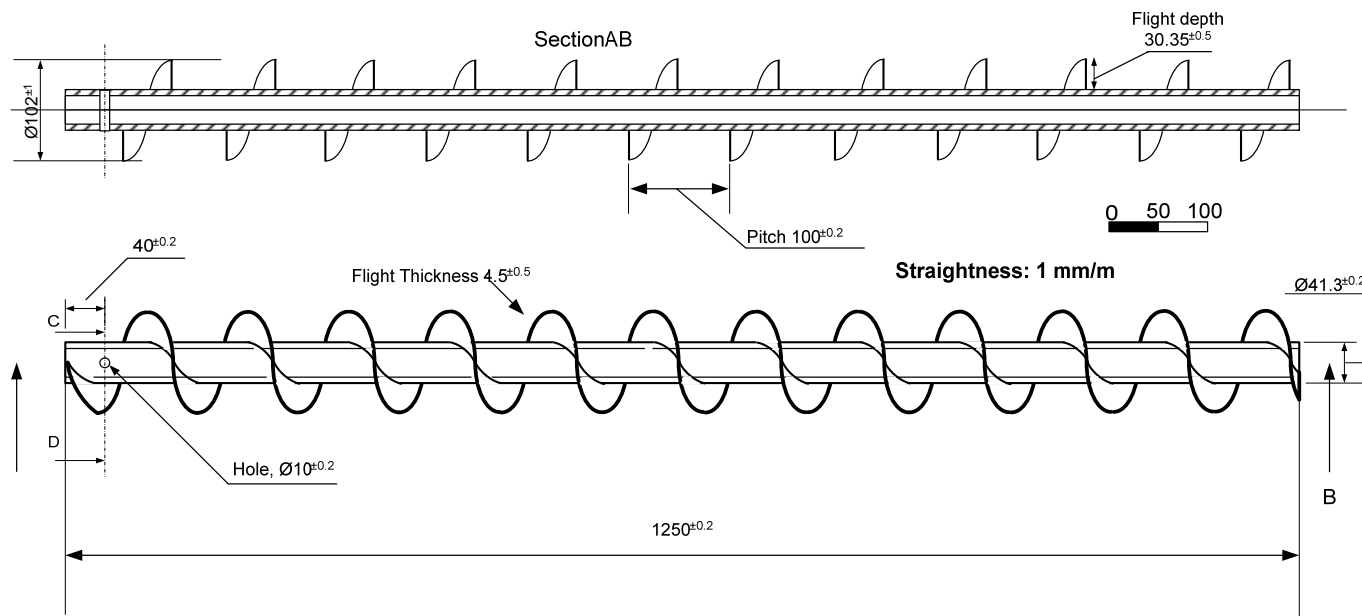 Flight depth
30.35±0.5
SectionAB
Ø102±1
0 50 100
Pitch 100±0.2
40±0.2
Straightness: 1 mm/m
Flight Thickness 4.5±0.5
Ø41.3±0.2
C
D
Hole, Ø10±0.2
B
1250±0.2